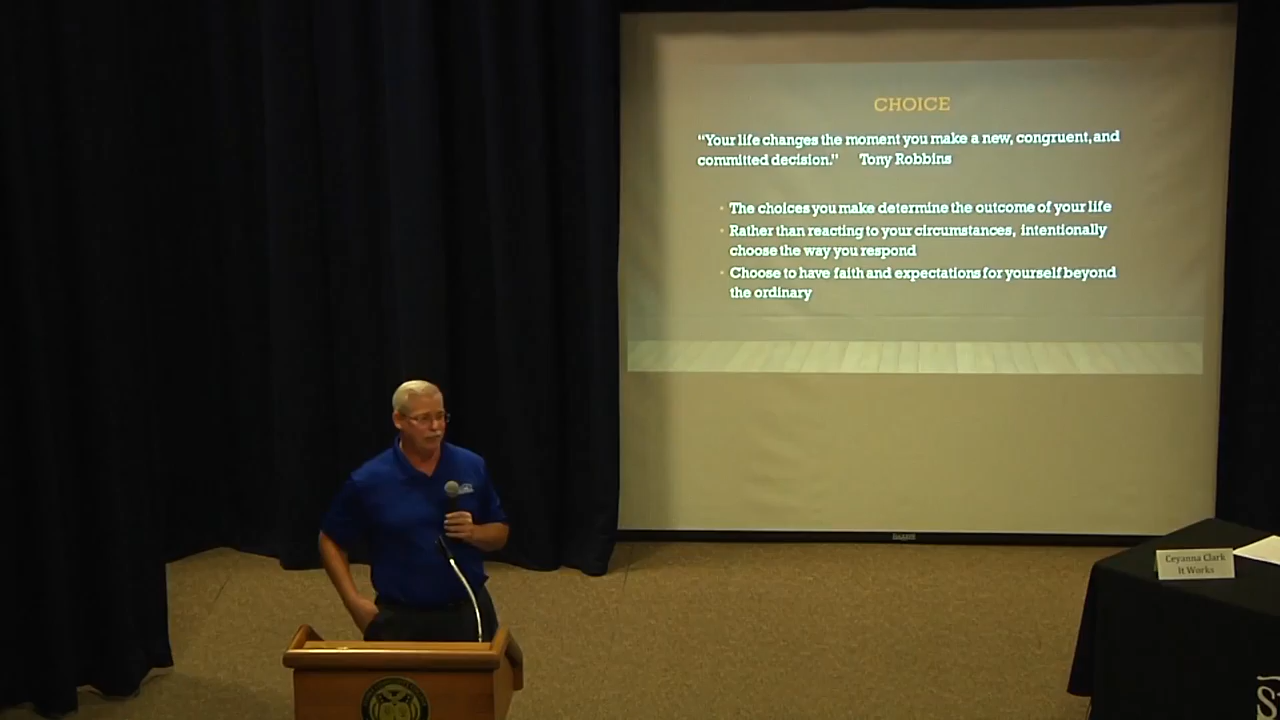 CHOICE
“Your life changes the moment you make a new, congruent, and
committed decision.” Tony Robbins
• The choices you make determine the outcome of your life
• Rather than reacting to your circumstances, intentionally
choose the way you respond
• Choose to have faith and expectations for yourself beyond
the ordinary
Ceyanna Clark
It Works